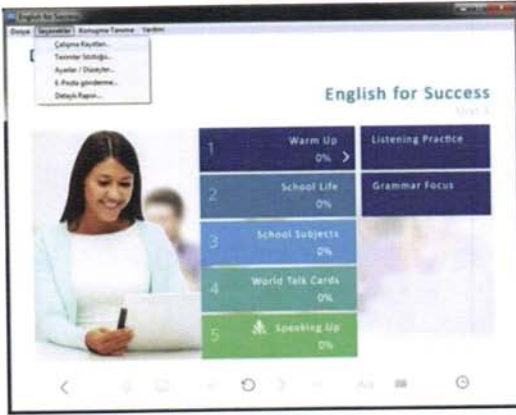 English for Success
Dosya Seçenekler Konuşma Tanıma Yardım
Çalışma Kayıtları...
Terimler Sözlüğü...
Ayarlar / Düzeyler...
E-Posta gönderme...
Detaylı Rapor...
English for Success
1 Warm Up
0%
Listening Practice
2 School Life
0%
Grammar Focus
3 School Subjects
0%
4 World Talk Cards
0%
5 Speaking Up
0%